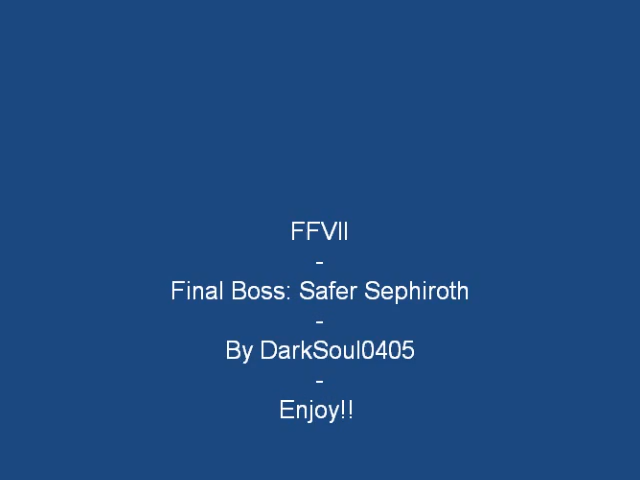 FFVII
-
Final Boss: Safer Sephiroth
-
By DarkSoul0405
-
Enjoy!!